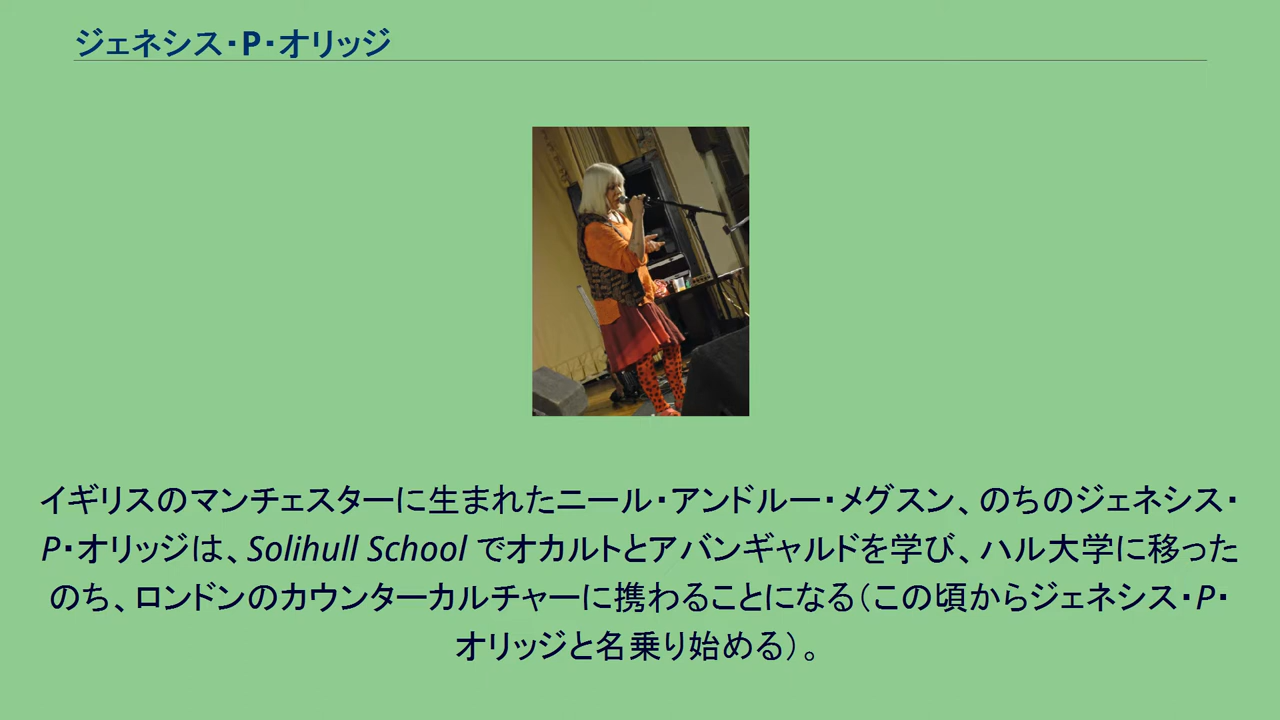 ジェネシス・P・オリッジ
イギリスのマンチェスターに生まれたニール・アンドルー・メグスン、のちのジェネシス・
P・オリッジは、Solihull School でオカルトとアバンギャルドを学び、ハル大学に移った
のち、ロンドンのカウンターカルチャーに携わることになる（この頃からジェネシス・P・
オリッジと名乗り始める）。